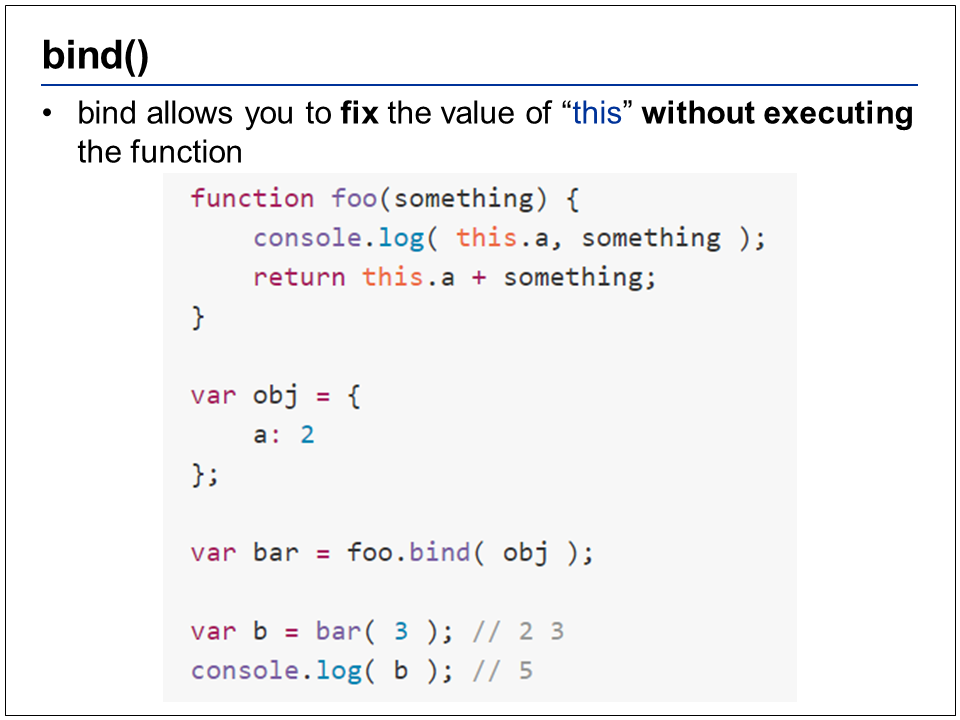 bind()
• bind allows you to fix the value of “this” without executing
the function
function foo(something) {
    console.log( this.a, something );
    return this.a + something;
}
var obj = {
    a: 2
};
var bar = foo.bind( obj );
var b = bar( 3 ); // 2 3
console.log( b ); // 5